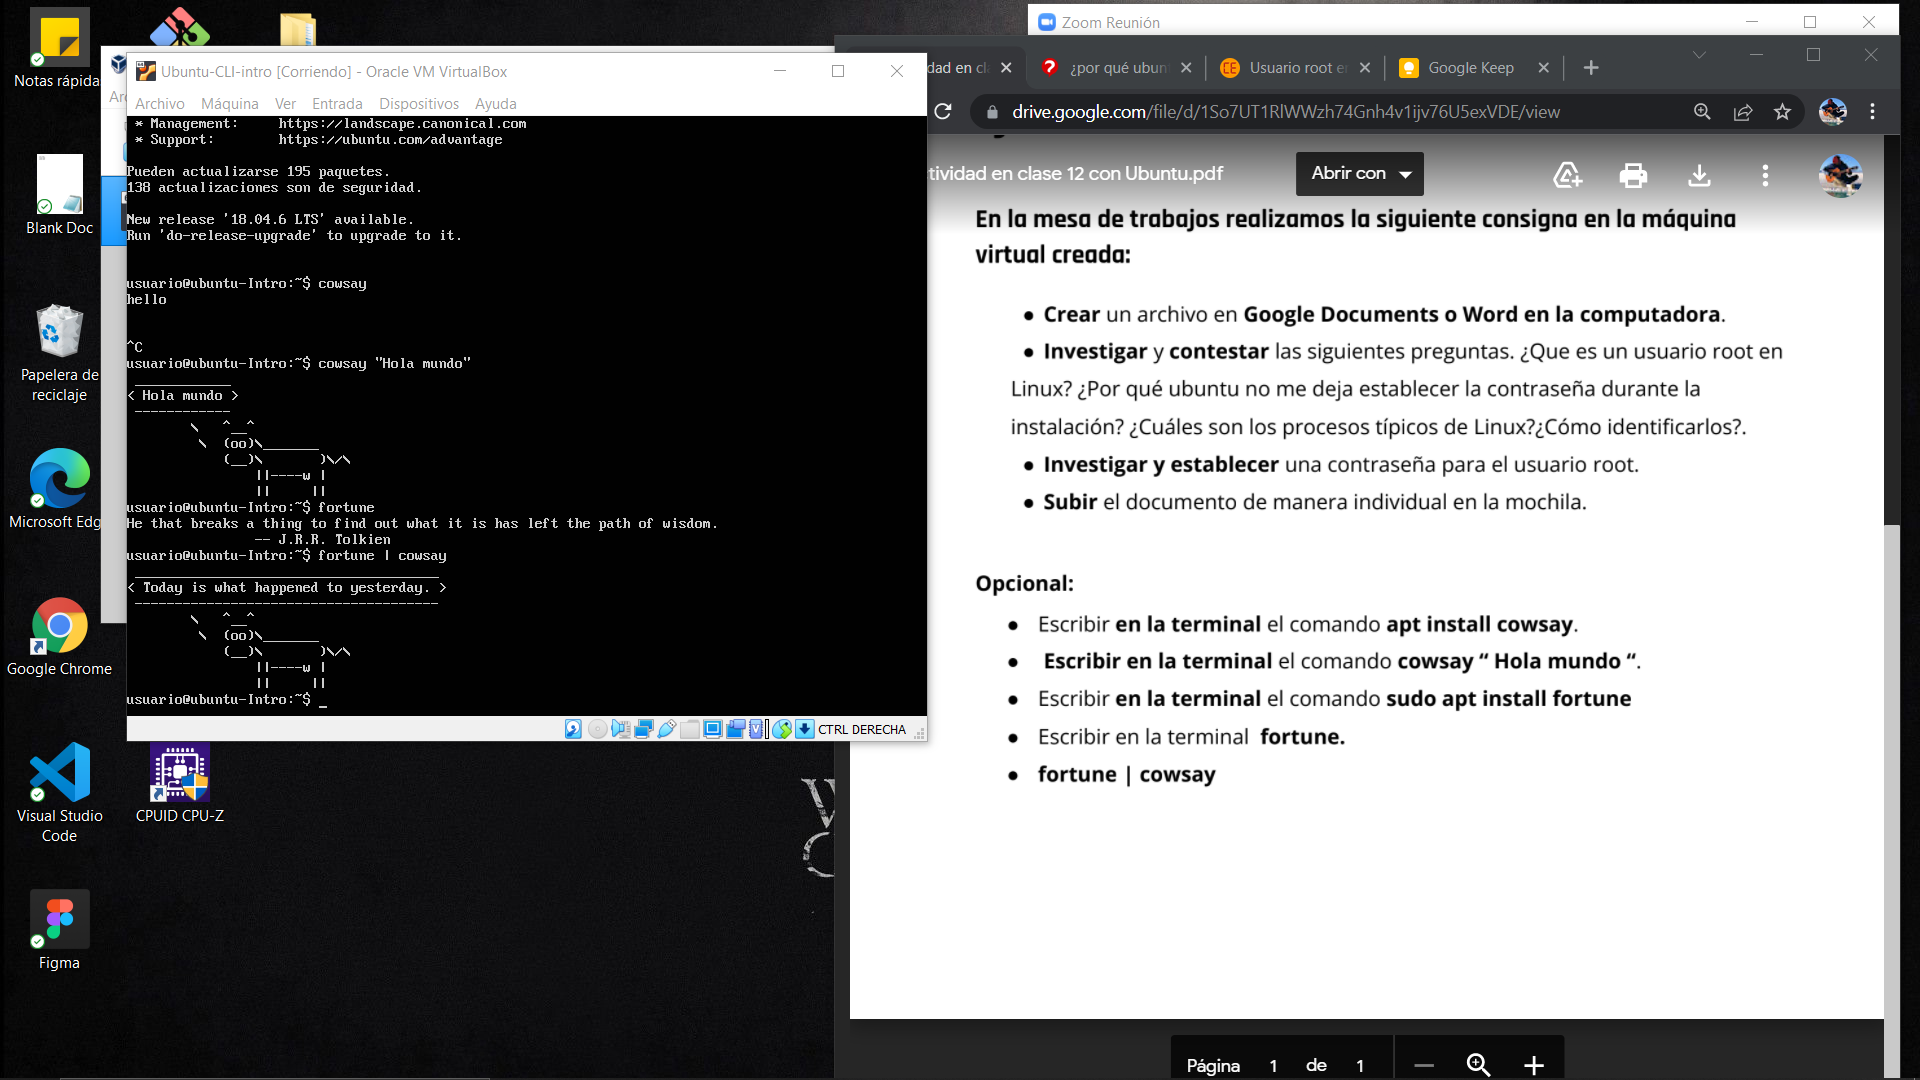 Notas rápida
Blank Doc
Papelera de
reciclaje
Microsoft Edg
Google Chrome
Visual Studio
Code
CPUID CPU-Z
Figma
Ubuntu-CLI-intro [Corriendo] - Oracle VM VirtualBox
Archivo Máquina Ver Entrada Dispositivos Ayuda
* Management: https://landscape.canonical.com
* Support: https://ubuntu.com/advantage
Pueden actualizarse 195 paquetes.
138 actualizaciones son de seguridad.
New release '18.04.6 LTS' available.
Run 'do-release-upgrade' to upgrade to it.
usuario@ubuntu-Intro:~$ cowsay
hello
^C
usuario@ubuntu-Intro:~$ cowsay "Hola mundo"
 ____________
< Hola mundo >
 ------------
        \   ^__^
         \  (oo)\_______
            (__)\       )\/\
                ||----w |
                ||     ||
usuario@ubuntu-Intro:~$ fortune
He that breaks a thing to find out what it is has left the path of wisdom.
                -- J.R.R. Tolkien
usuario@ubuntu-Intro:~$ fortune | cowsay
 ______________________________________
< Today is what happened to yesterday. >
 --------------------------------------
        \   ^__^
         \  (oo)\_______
            (__)\       )\/\
                ||----w |
                ||     ||
usuario@ubuntu-Intro:~$ _
CTRL DERECHA
Zoom Reunión
dad en cl
¿por qué ubun
Usuario root en
Google Keep
drive.google.com/file/d/1So7UT1RlWWzh74Gnh4v1ijv76U5exVDE/view
tividad en clase 12 con Ubuntu.pdf
Abrir con
En la mesa de trabajos realizamos la siguiente consigna en la máquina
virtual creada:
● Crear un archivo en Google Documents o Word en la computadora.
● Investigar y contestar las siguientes preguntas. ¿Que es un usuario root en
Linux? ¿Por qué ubuntu no me deja establecer la contraseña durante la
instalación? ¿Cuáles son los procesos típicos de Linux?¿Cómo identificarlos?.
● Investigar y establecer una contraseña para el usuario root.
● Subir el documento de manera individual en la mochila.
Opcional:
● Escribir en la terminal el comando apt install cowsay.
● Escribir en la terminal el comando cowsay “ Hola mundo “.
● Escribir en la terminal el comando sudo apt install fortune
● Escribir en la terminal fortune.
● fortune | cowsay
Página 1 de 1